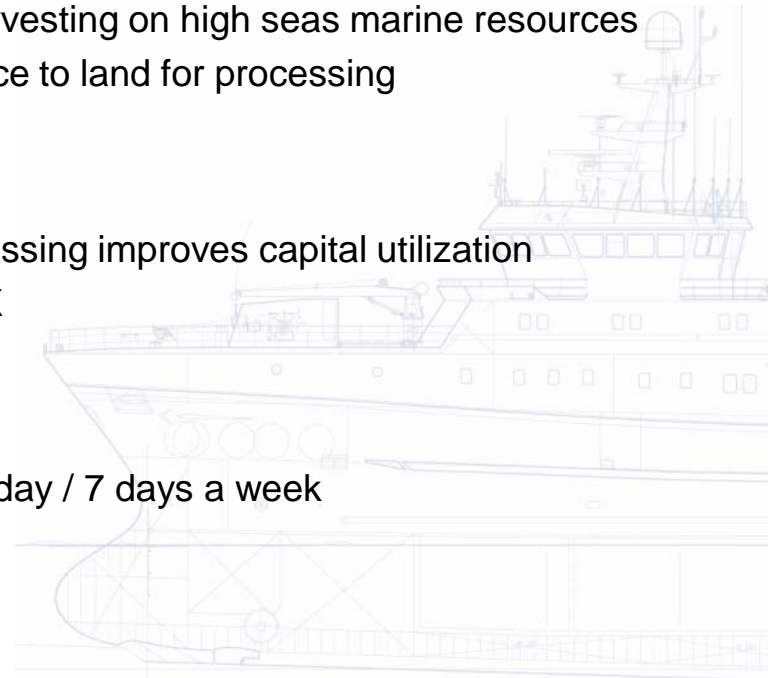 vesting on high seas marine resources
ce to land for processing
ssing improves capital utilization
day / 7 days a week